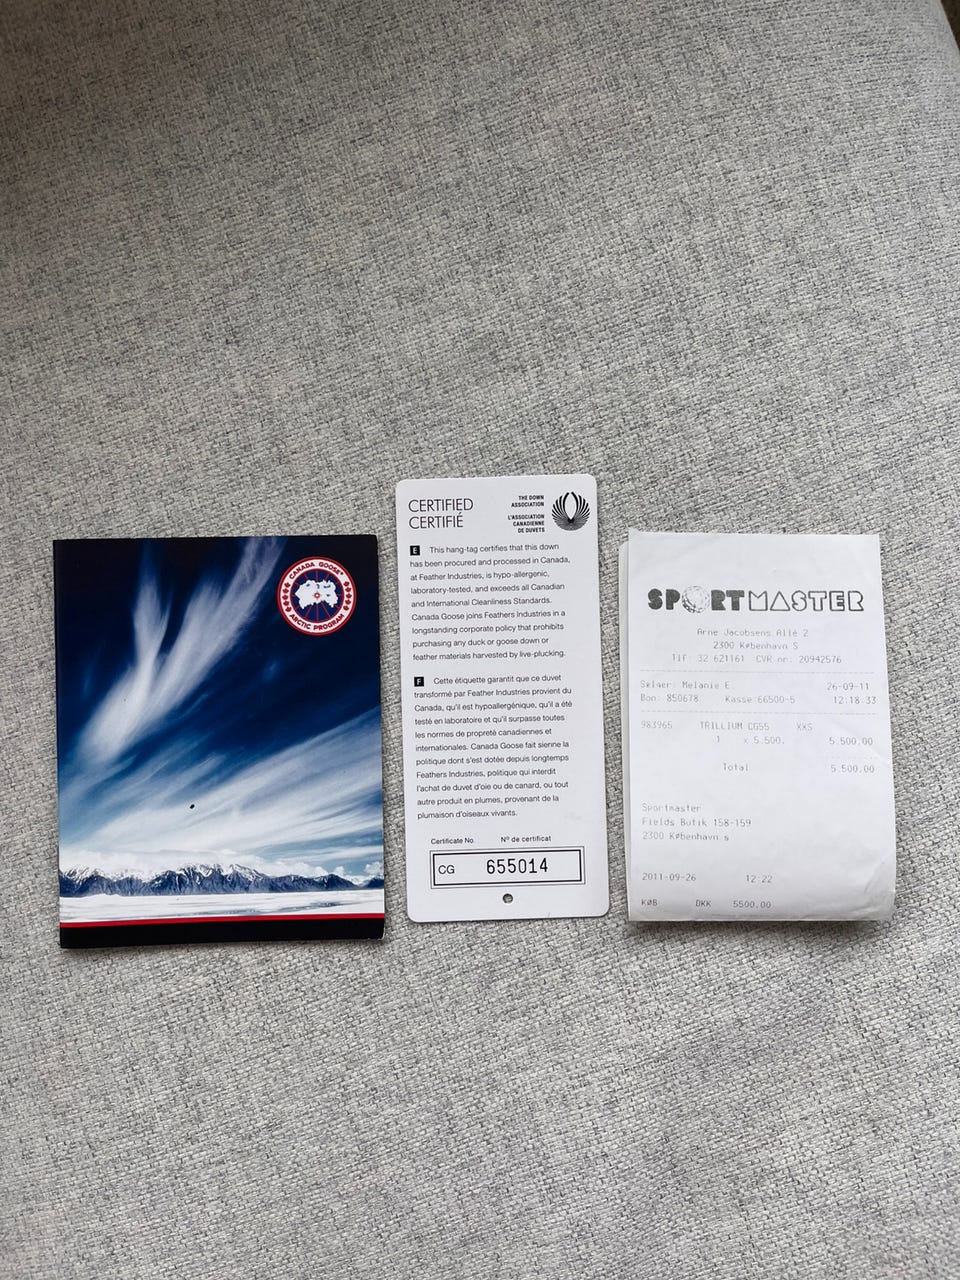 CANADA GOOSE®
ARCTIC PROGRAM
CERTIFIED
CERTIFIÉ
THE DOWN
ASSOCIATION
L'ASSOCIATION
CANADIENNE
DE DUVETS
E This hang-tag certifies that this down
has been procured and processed in Canada,
at Feather Industries, is hypo-allergenic,
laboratory-tested, and exceeds all Canadian
and International Cleanliness Standards.
Canada Goose joins Feathers Industries in a
longstanding corporate policy that prohibits
purchasing any duck or goose down or
feather materials harvested by live-plucking.
F Cette étiquette garantit que ce duvet
transformé par Feather Industries provient du
Canada, qu'il est hypoallergénique, qu'il a été
testé en laboratoire et qu'il surpasse toutes
les normes de propreté canadiennes et
internationales. Canada Goose fait sienne la
politique dont s'est dotée depuis longtemps
Feathers Industries, politique qui interdit
l'achat de duvet d'oie ou de canard, ou tout
autre produit en plumes, provenant de la
plumaison d'oiseaux vivants.
Certificate No Nº de certificat
CG 655014
SPORTMASTER
Arne Jacobsens Allé 2
2300 København S
Tlf: 32 621161 CVR nr: 20942576
Sælger: Melanie E. 26-09-11
Bon: 850678 Kasse:66500-5 12:18:33
983965 TRILLIUM CG55 XXS
1 x 5.500, 5.500,00
Total 5.500,00
Sportmaster
Fields Butik 158-159
2300 København s
2011-09-26 12:22
KØB DKK 5500,00